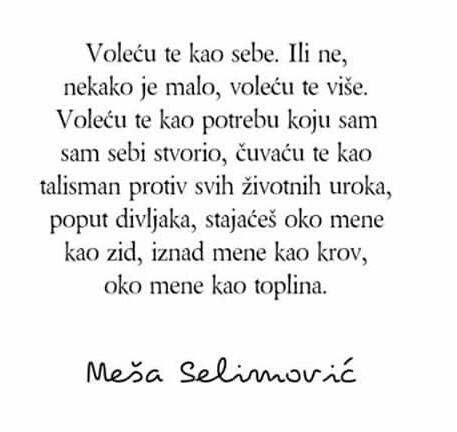 Voleću te kao sebe. Ili ne,
nekako je malo, voleću te više.
Voleću te kao potrebu koju sam
sam sebi stvorio, čuvaću te kao
talisman protiv svih životnih uroka,
poput divljaka, stajaćeš oko mene
kao zid, iznad mene kao krov,
oko mene kao toplina.
Meša Selimović